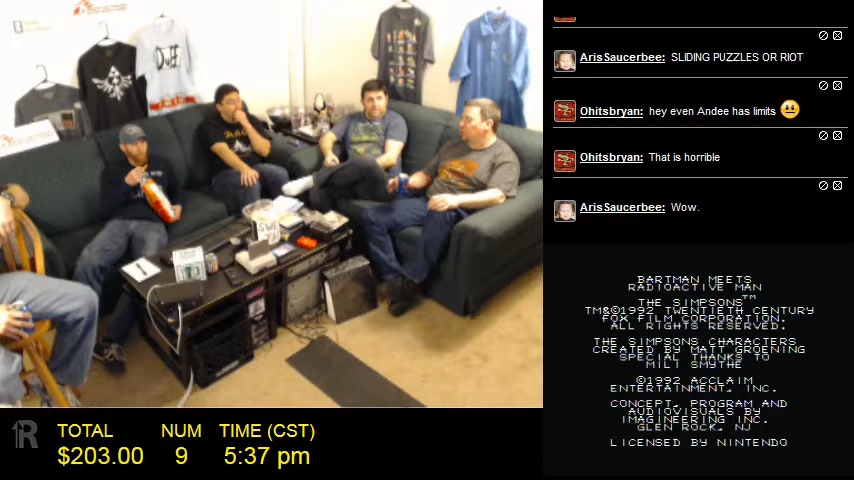 DUFF
ArisSaucerbee: SLIDING PUZZLES OR RIOT
Ohitsbryan: hey even Andee has limits
Ohitsbryan: That is horrible
ArisSaucerbee: Wow.
BARTMAN MEETS
RADIOACTIVE MAN
THE SIMPSONS™
TM&©1992 TWENTIETH CENTURY
FOX FILM CORPORATION.
ALL RIGHTS RESERVED.
THE SIMPSONS CHARACTERS
CREATED BY MATT GROENING
SPECIAL THANKS TO
MILI SMYTHE
©1992 ACCLAIM
ENTERTAINMENT, INC.
CONCEPT, PROGRAM AND
AUDIOVISUALS BY
IMAGINEERING INC.
GLEN ROCK, NJ
LICENSED BY NINTENDO
R
TOTAL NUM TIME (CST)
$203.00 9 5:37 pm